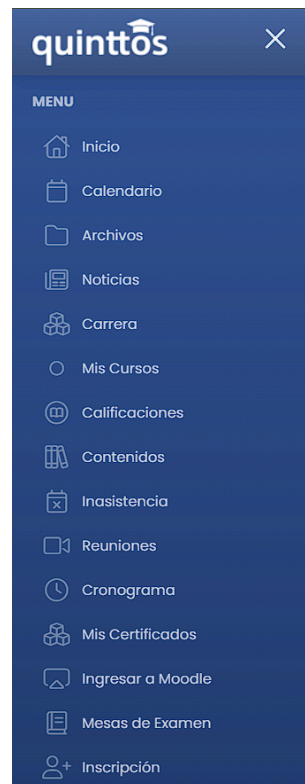 quinttos
MENU
Inicio
Calendario
Archivos
Noticias
Carrera
Mis Cursos
Calificaciones
Contenidos
Inasistencia
Reuniones
Cronograma
Mis Certificados
Ingresar a Moodle
Mesas de Examen
Inscripción